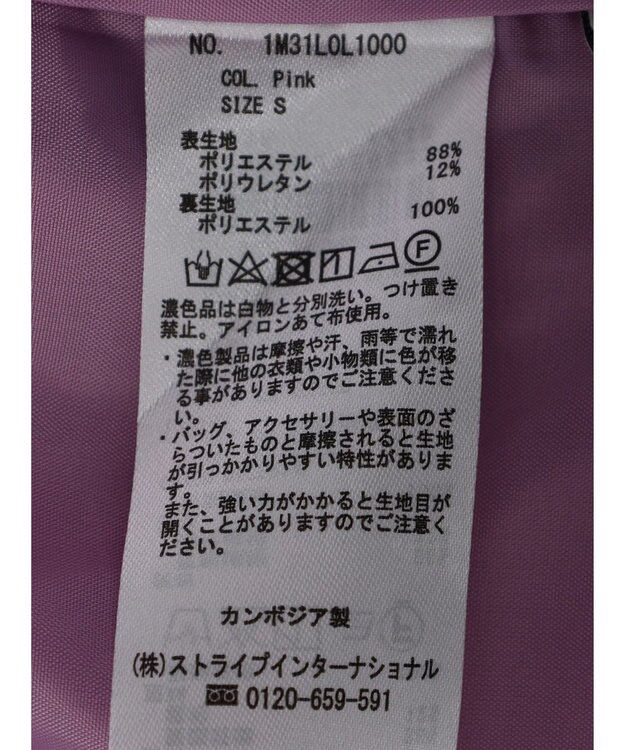 NO. 1M31L0L1000
COL. Pink
SIZE S
表生地
ポリエステル 88%
ポリウレタン 12%
裏生地
ポリエステル 100%
F
濃色品は白物と分別洗い。つけ置き
禁止。アイロンあて布使用。
・濃色製品は摩擦や汗、雨等で濡れ
た際に他の衣類や小物類に色が移
る事がありますのでご注意くださ
い。
・バッグ、アクセサリーや表面のざ
らついたものと摩擦されると生地
が引っかかりやすい特性がありま
す。
また、強い力がかかると生地目が
開くことがありますのでご注意く
ださい。
カンボジア製
(株)ストライプインターナショナル
0120-659-591